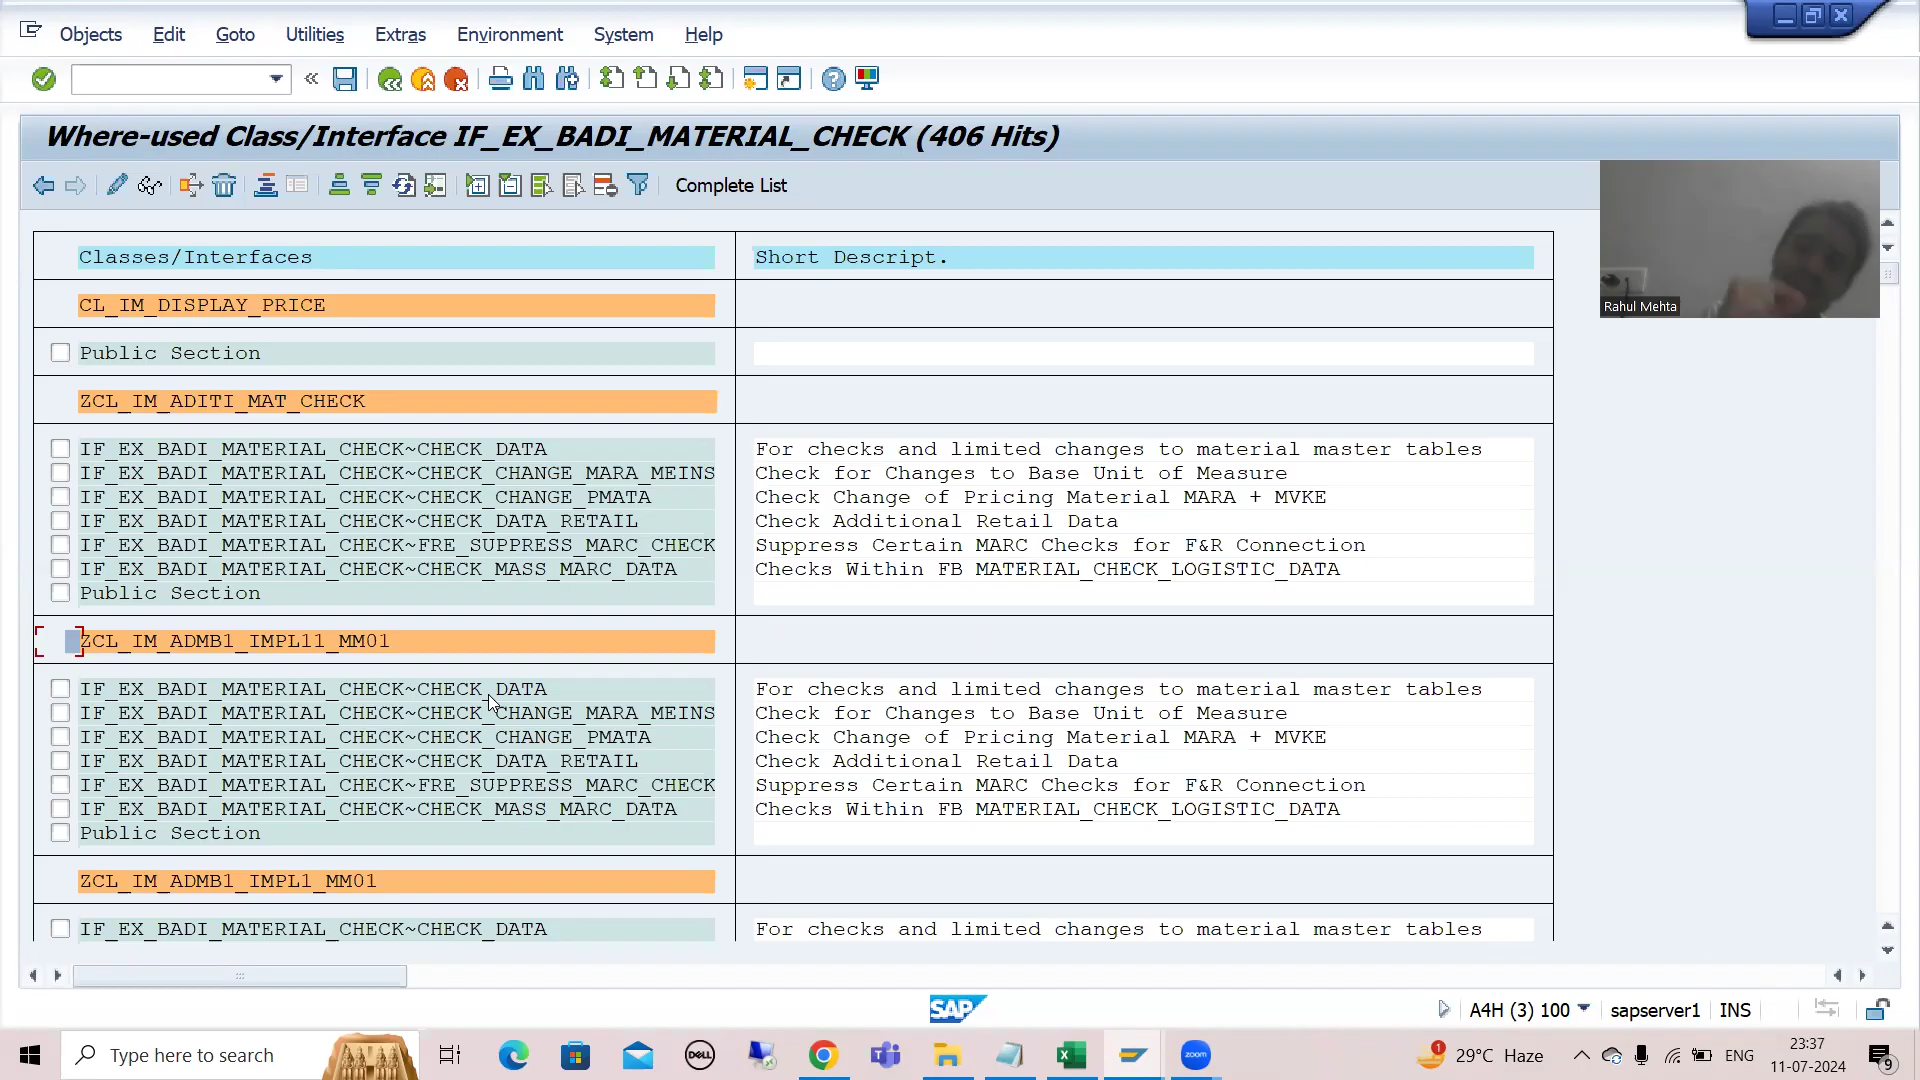 Objects Edit Goto Utilities Extras Environment System Help
Where-used Class/Interface IF_EX_BADI_MATERIAL_CHECK (406 Hits)
Complete List
Classes/Interfaces Short Descript.
CL_IM_DISPLAY_PRICE
Public Section
ZCL_IM_ADITI_MAT_CHECK
IF_EX_BADI_MATERIAL_CHECK~CHECK_DATA For checks and limited changes to material master tables
IF_EX_BADI_MATERIAL_CHECK~CHECK_CHANGE_MARA_MEINS Check for Changes to Base Unit of Measure
IF_EX_BADI_MATERIAL_CHECK~CHECK_CHANGE_PMATA Check Change of Pricing Material MARA + MVKE
IF_EX_BADI_MATERIAL_CHECK~CHECK_DATA_RETAIL Check Additional Retail Data
IF_EX_BADI_MATERIAL_CHECK~FRE_SUPPRESS_MARC_CHECK Suppress Certain MARC Checks for F&R Connection
IF_EX_BADI_MATERIAL_CHECK~CHECK_MASS_MARC_DATA Checks Within FB MATERIAL_CHECK_LOGISTIC_DATA
Public Section
ZCL_IM_ADMB1_IMPL11_MM01
IF_EX_BADI_MATERIAL_CHECK~CHECK_DATA For checks and limited changes to material master tables
IF_EX_BADI_MATERIAL_CHECK~CHECK_CHANGE_MARA_MEINS Check for Changes to Base Unit of Measure
IF_EX_BADI_MATERIAL_CHECK~CHECK_CHANGE_PMATA Check Change of Pricing Material MARA + MVKE
IF_EX_BADI_MATERIAL_CHECK~CHECK_DATA_RETAIL Check Additional Retail Data
IF_EX_BADI_MATERIAL_CHECK~FRE_SUPPRESS_MARC_CHECK Suppress Certain MARC Checks for F&R Connection
IF_EX_BADI_MATERIAL_CHECK~CHECK_MASS_MARC_DATA Checks Within FB MATERIAL_CHECK_LOGISTIC_DATA
Public Section
ZCL_IM_ADMB1_IMPL1_MM01
IF_EX_BADI_MATERIAL_CHECK~CHECK_DATA For checks and limited changes to material master tables
Rahul Mehta
SAP
A4H (3) 100 sapserver1 INS
Type here to search
DELL
zoom
1
29°C Haze
ENG
23:37
11-07-2024
9